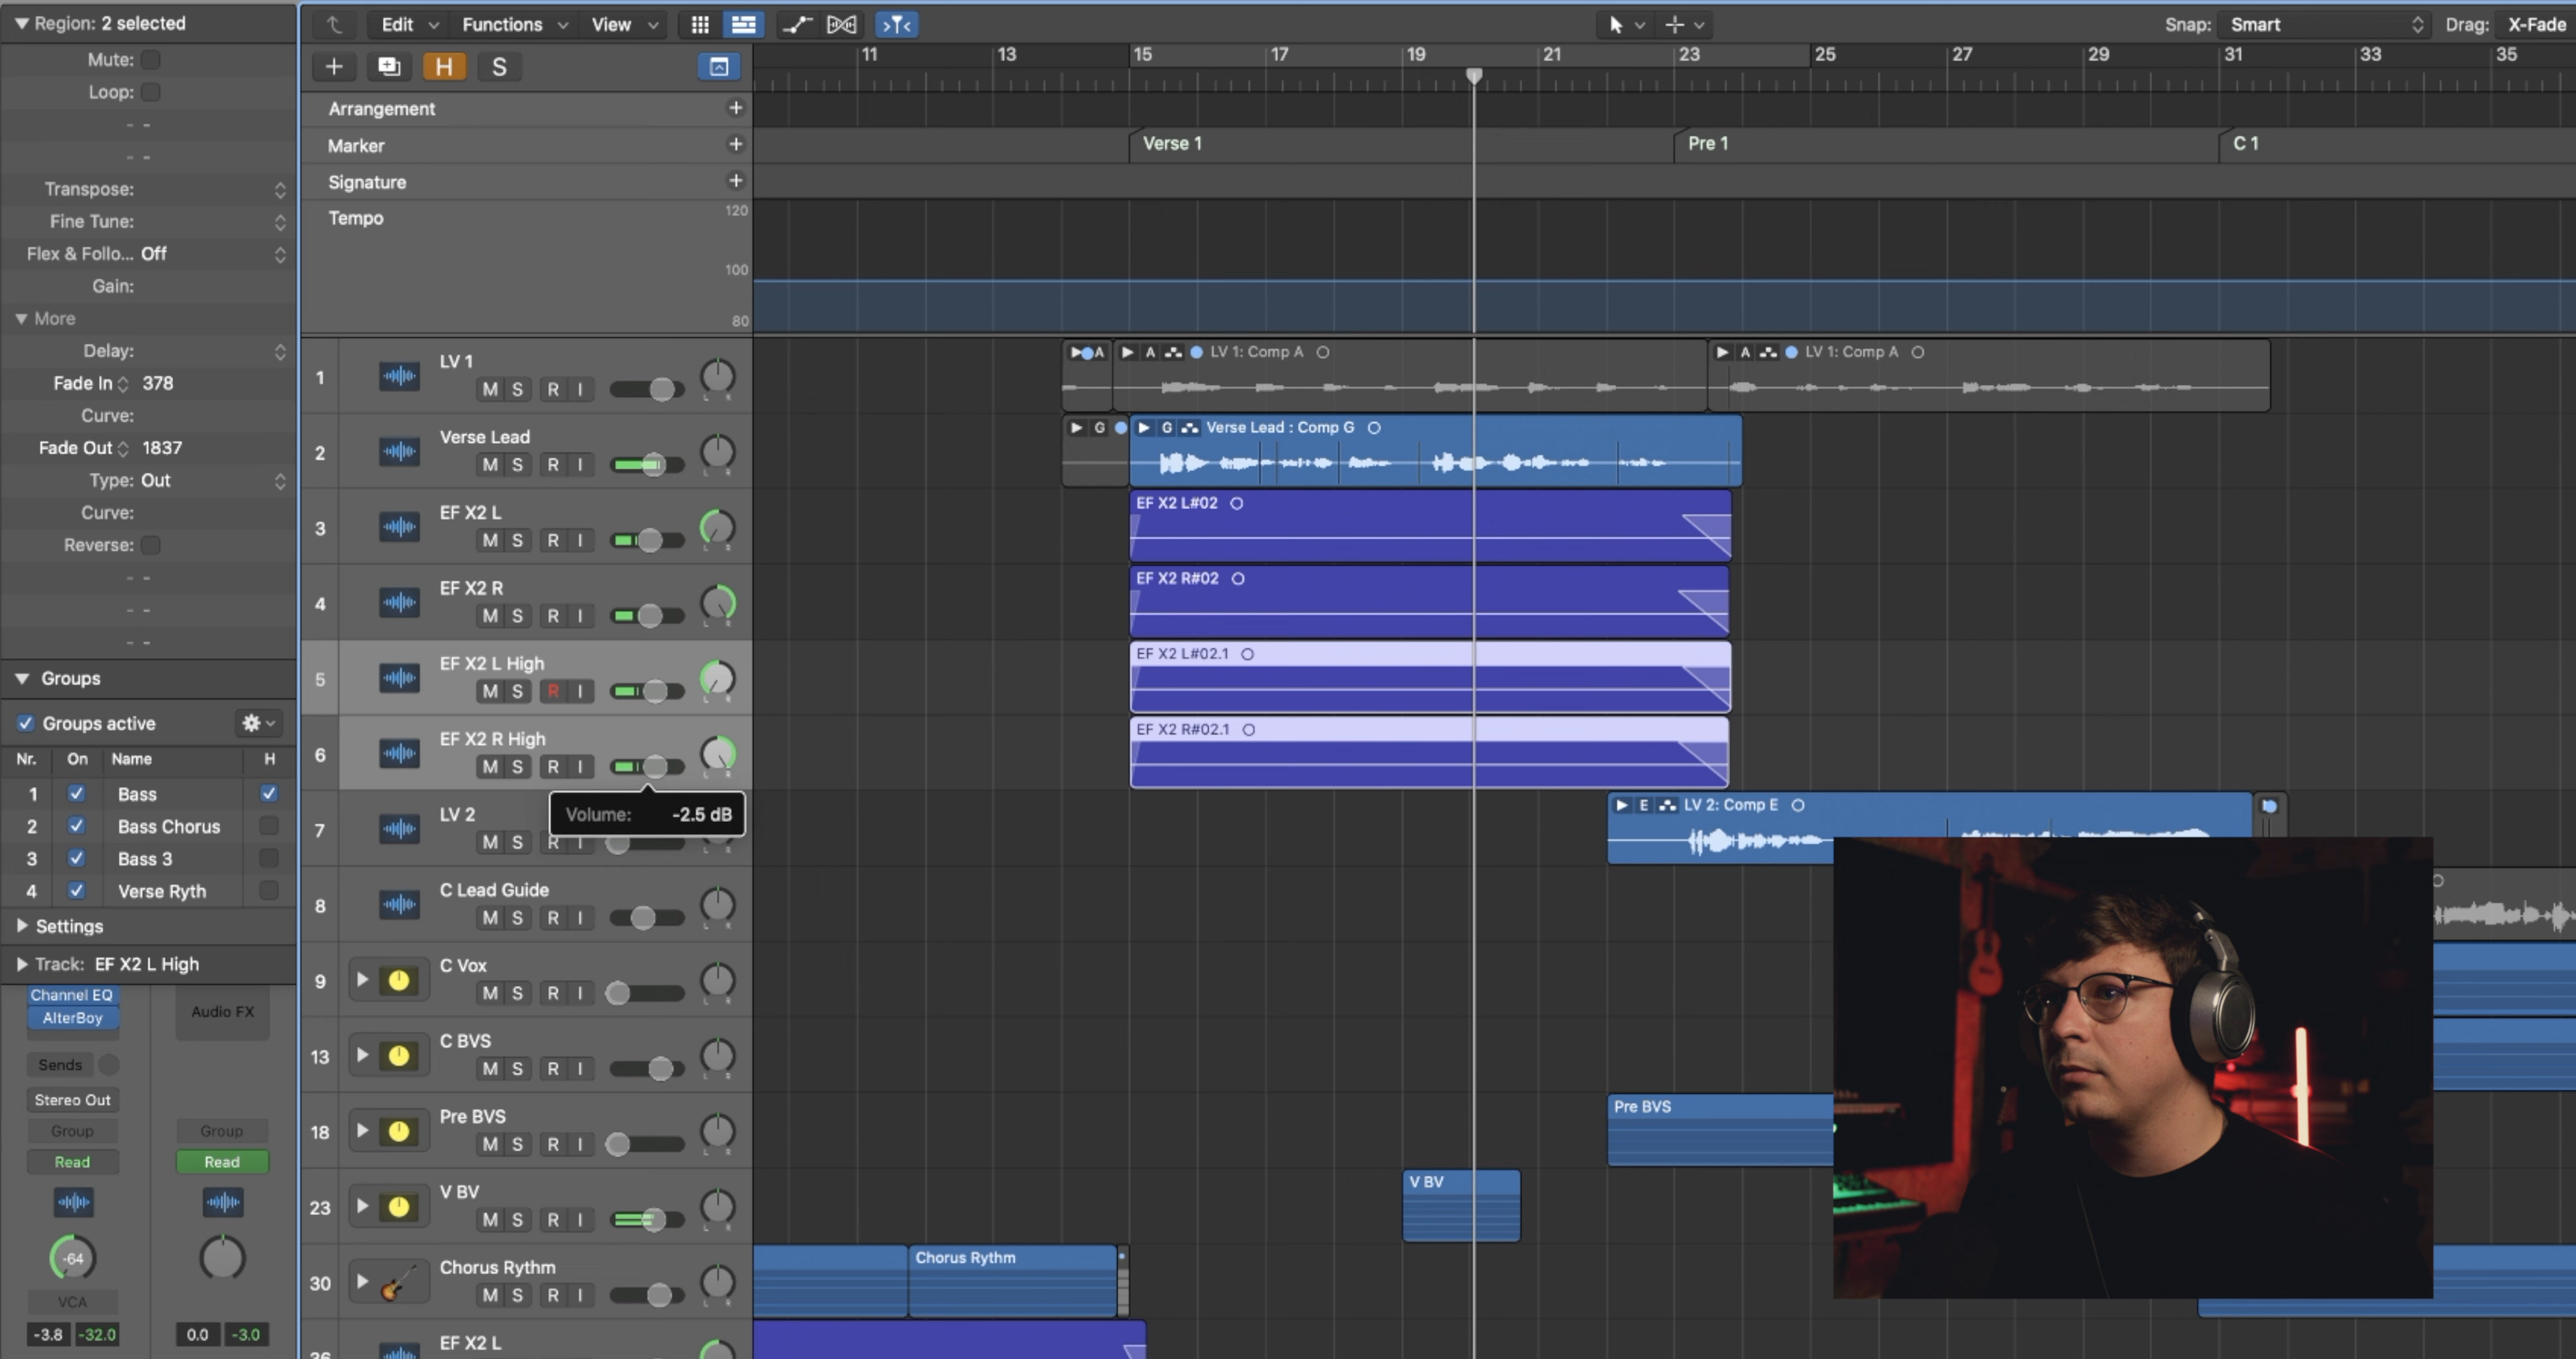 Region: 2 selected
Edit Functions View Snap: Smart Drag: X-Fade
Mute:
Loop:
- -
- -
Transpose:
Fine Tune:
Flex & Follo... Off
Gain:
More
Delay:
Fade In 378
Curve:
Fade Out 1837
Type: Out
Curve:
Reverse:
- -
- -
- -
Groups
Groups active
Nr. On Name H
1 Bass
2 Bass Chorus
3 Bass 3
4 Verse Ryth
Settings
Track: EF X2 L High
Channel EQ
AlterBoy
Audio FX
Sends
Stereo Out
Group Group
Read Read
-64
VCA
-3.8 -32.0 0.0 -3.0
H S
11 13 15 17 19 21 23 25 27 29 31 33 35
Arrangement
Marker Verse 1 Pre 1 C 1
Signature
Tempo 120
100
80
1 LV 1
M S R I L R
A A LV 1: Comp A A LV 1: Comp A
2 Verse Lead
M S R I L R
G G Verse Lead : Comp G
3 EF X2 L
M S R I L R
EF X2 L#02
4 EF X2 R
M S R I L R
EF X2 R#02
5 EF X2 L High
M S R I L R
EF X2 L#02.1
6 EF X2 R High
M S R I L R
EF X2 R#02.1
Volume: -2.5 dB
7 LV 2
M S R I L R
E LV 2: Comp E
8 C Lead Guide
M S R I L R
9 C Vox
M S R I L R
13 C BVS
M S R I L R
18 Pre BVS
M S R I L R
Pre BVS
23 V BV
M S R I L R
V BV
30 Chorus Rythm
M S R I L R
Chorus Rythm
EF X2 L